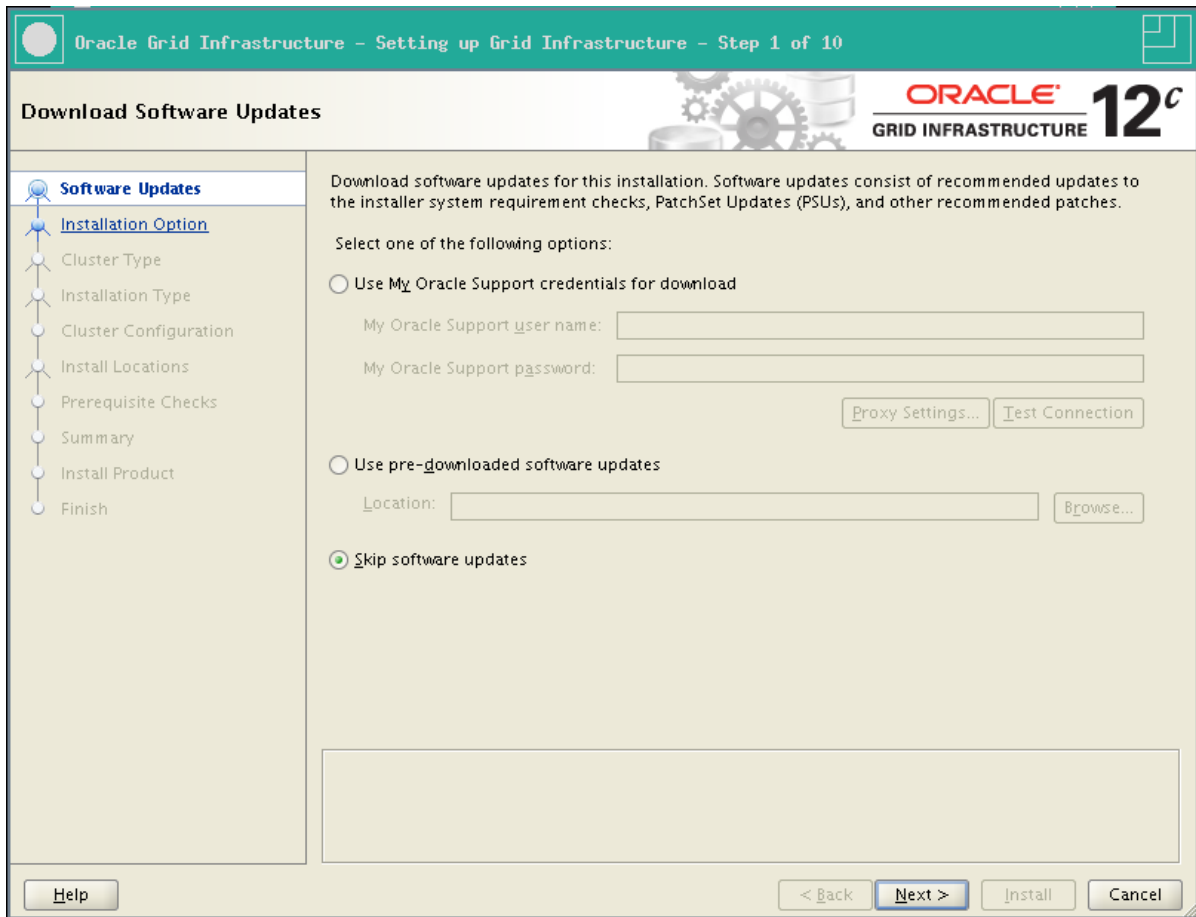 Oracle Grid Infrastructure - Setting up Grid Infrastructure - Step 1 of 10
Download Software Updates
ORACLE
GRID INFRASTRUCTURE 12c
Software Updates
Installation Option
Cluster Type
Installation Type
Cluster Configuration
Install Locations
Prerequisite Checks
Summary
Install Product
Finish
Download software updates for this installation. Software updates consist of recommended updates to
the installer system requirement checks, PatchSet Updates (PSUs), and other recommended patches.
Select one of the following options:
Use My Oracle Support credentials for download
My Oracle Support user name:
My Oracle Support password:
Proxy Settings... Test Connection
Use pre-downloaded software updates
Location: Browse...
Skip software updates
Help < Back Next > Install Cancel